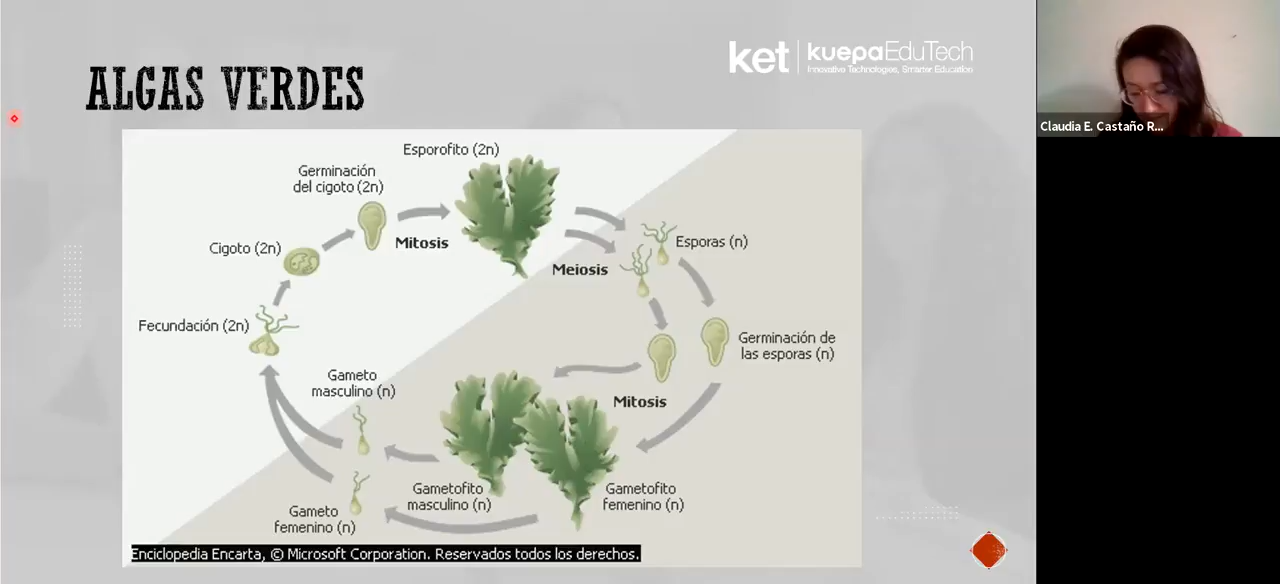 ALGAS VERDES
ket kuepaEduTech
Innovative Technologies, Smarter Education
Claudia E. Castaño R...
Esporofito (2n)
Germinación
del cigoto (2n)
Mitosis
Cigoto (2n)
Esporas (n)
Meiosis
Fecundación (2n)
Germinación de
las esporas (n)
Gameto
masculino (n)
Mitosis
Gametofito
masculino (n)
Gametofito
femenino (n)
Gameto
femenino (n)
Enciclopedia Encarta, © Microsoft Corporation. Reservados todos los derechos.